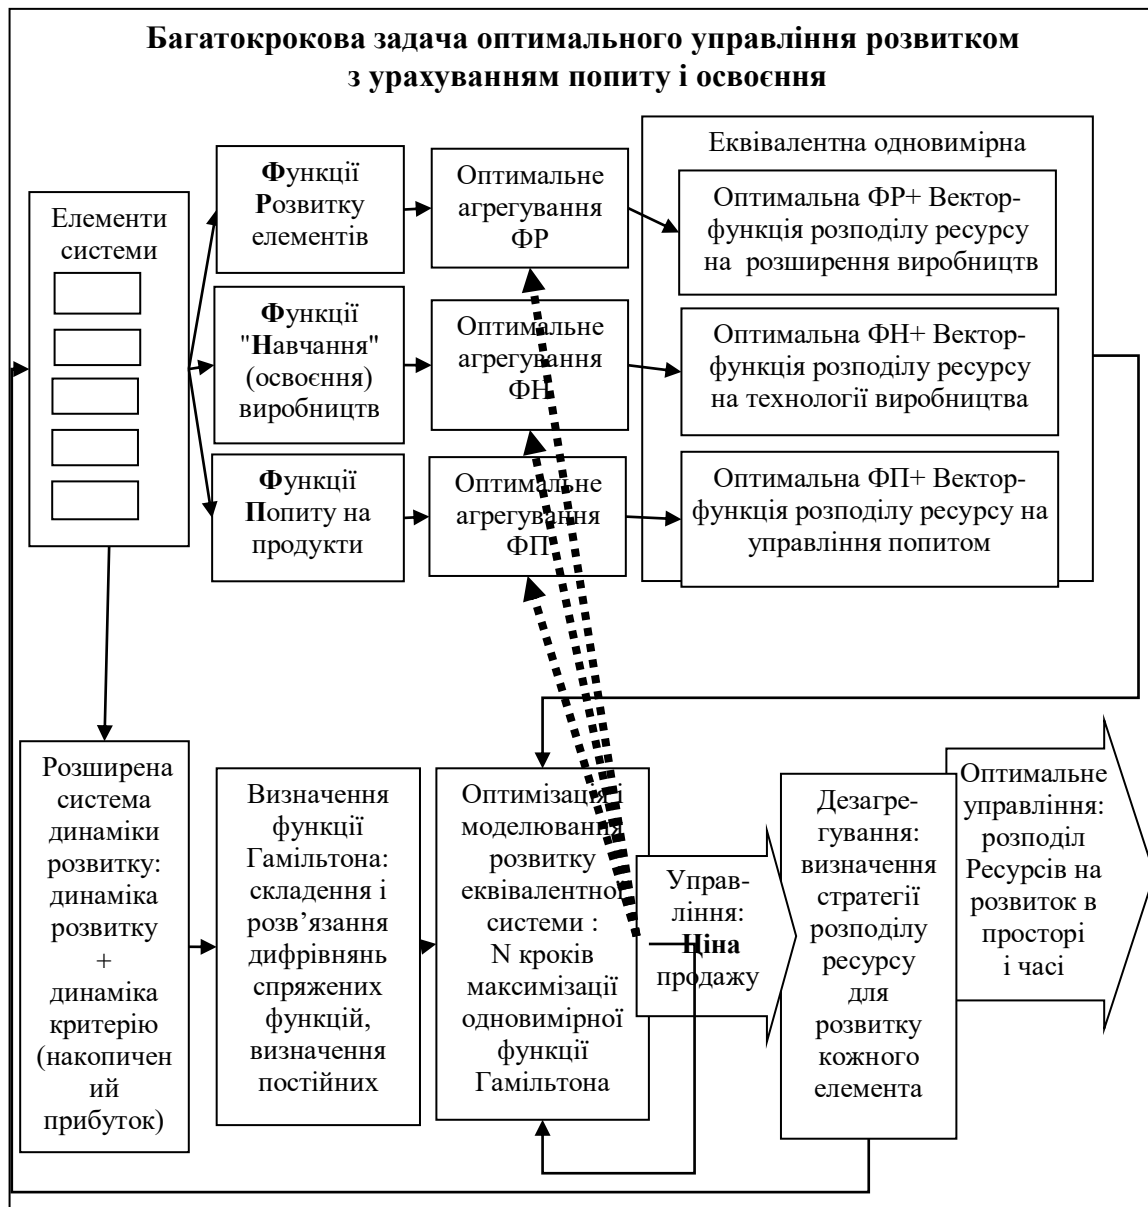 Багатокрокова задача оптимального управління розвитком
з урахуванням попиту і освоєння
Елементи
системи
Функції
Розвитку
елементів
Оптимальне
агрегування
ФР
Еквівалентна одновимірна
Оптимальна ФР+ Вектор-
функція розподілу ресурсу
на розширення виробництв
Функції
"Навчання"
(освоєння)
виробництв
Оптимальне
агрегування
ФН
Оптимальна ФН+ Вектор-
функція розподілу ресурсу
на технології виробництва
Функції
Попиту на
продукти
Оптимальне
агрегування
ФП
Оптимальна ФП+ Вектор-
функція розподілу ресурсу на
управління попитом
Розширена
система
динаміки
розвитку:
динаміка
розвитку
+
динаміка
критерію
(накопичен
ий
прибуток)
Визначення
функції
Гамільтона:
складення і
розв’язання
дифрівнянь
спряжених
функцій,
визначення
постійних
Оптимізація і
моделювання
розвитку
еквівалентної
системи :
N кроків
максимізації
одновимірної
функції
Гамільтона
Управ-
ління:
Ціна
продажу
Дезагре-
гування:
визначення
стратегії
розподілу
ресурсу
для
розвитку
кожного
елемента
Оптимальне
управління:
розподіл
Ресурсів на
розвиток в
просторі
і часі